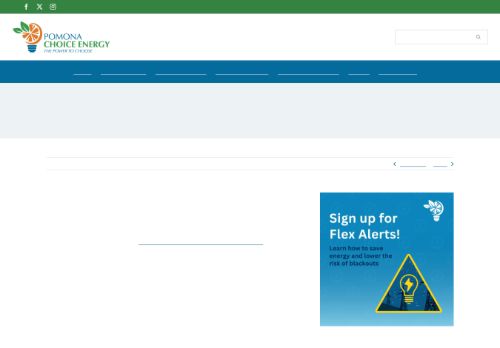 POMONA
CHOICE ENERGY
THE POWER TO CHOOSE
Sign up for
Flex Alerts!
Learn how to save
energy and lower the
risk of blackouts